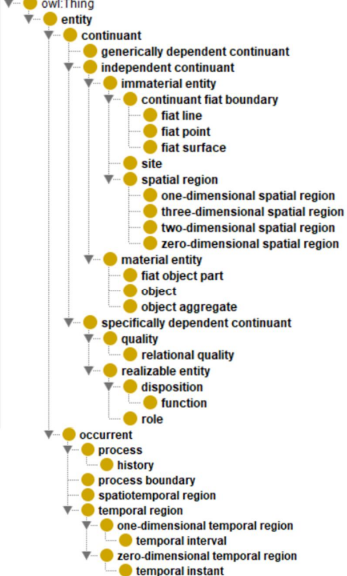 owl:Thing
entity
continuant
generically dependent continuant
independent continuant
immaterial entity
continuant fiat boundary
fiat line
fiat point
fiat surface
site
spatial region
one-dimensional spatial region
three-dimensional spatial region
two-dimensional spatial region
zero-dimensional spatial region
material entity
fiat object part
object
object aggregate
specifically dependent continuant
quality
relational quality
realizable entity
disposition
function
role
occurrent
process
history
process boundary
spatiotemporal region
temporal region
one-dimensional temporal region
temporal interval
zero-dimensional temporal region
temporal instant